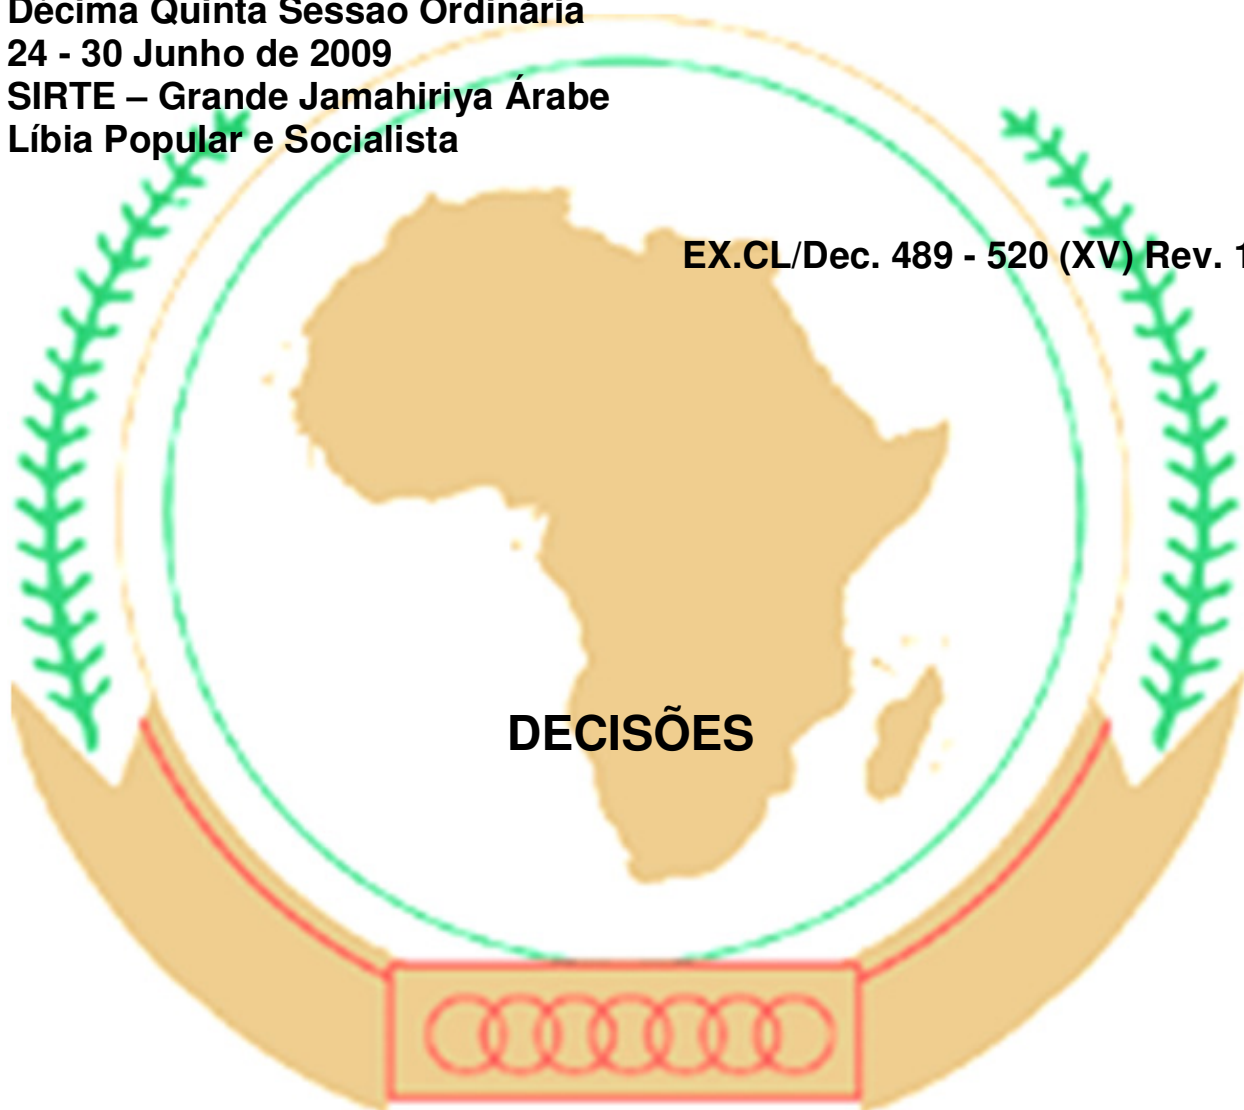 Décima Quinta Sessão Ordinária
24 - 30 Junho de 2009
SIRTE – Grande Jamahiriya Árabe
Líbia Popular e Socialista
EX.CL/Dec. 489 - 520 (XV) Rev. 1
DECISÕES